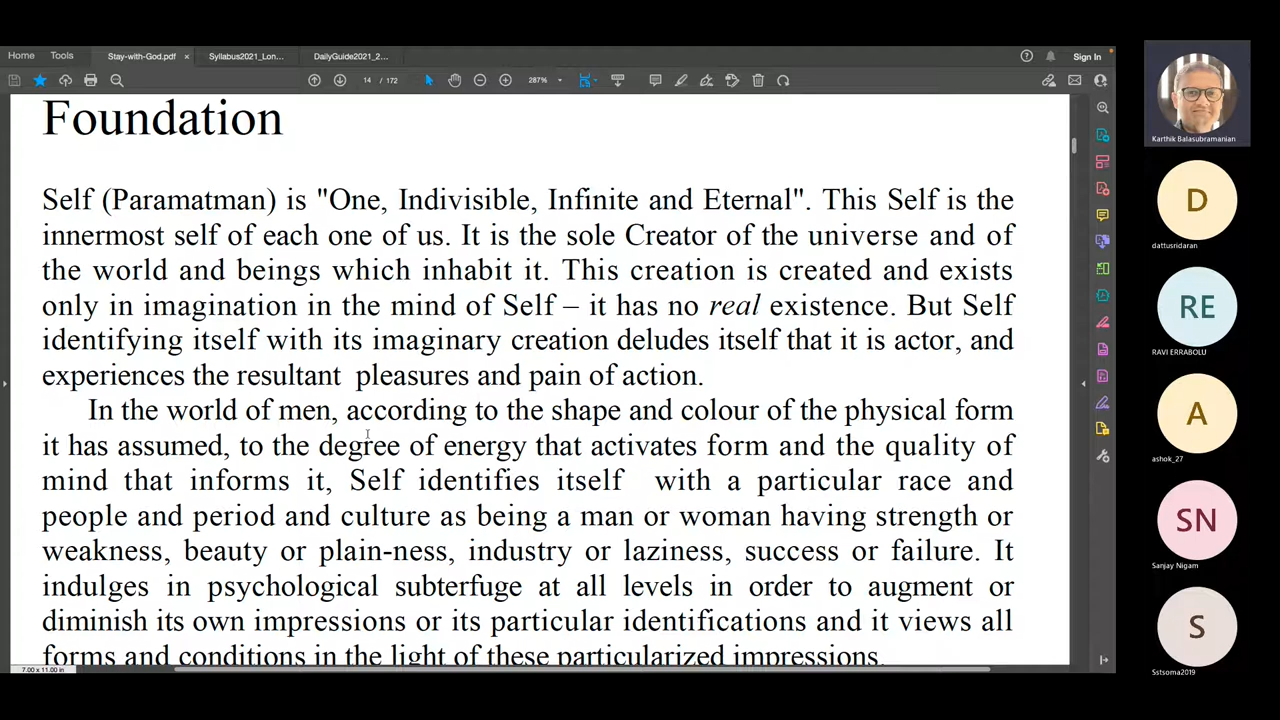 Home Tools Stay-with-God.pdf × Syllabus2021_Lon... DailyGuide2021_2... Sign In
14 / 172 287%
Foundation
Self (Paramatman) is "One, Indivisible, Infinite and Eternal". This Self is the
innermost self of each one of us. It is the sole Creator of the universe and of
the world and beings which inhabit it. This creation is created and exists
only in imagination in the mind of Self – it has no real existence. But Self
identifying itself with its imaginary creation deludes itself that it is actor, and
experiences the resultant pleasures and pain of action.
In the world of men, according to the shape and colour of the physical form
it has assumed, to the degree of energy that activates form and the quality of
mind that informs it, Self identifies itself with a particular race and
people and period and culture as being a man or woman having strength or
weakness, beauty or plain-ness, industry or laziness, success or failure. It
indulges in psychological subterfuge at all levels in order to augment or
diminish its own impressions or its particular identifications and it views all
forms and conditions in the light of these particularized impressions.
7.00 x 11.00 in
Karthik Balasubramanian
D
dattusridaran
RE
RAVI ERRABOLU
A
ashok_27
SN
Sanjay Nigam
S
Sstsoma2019